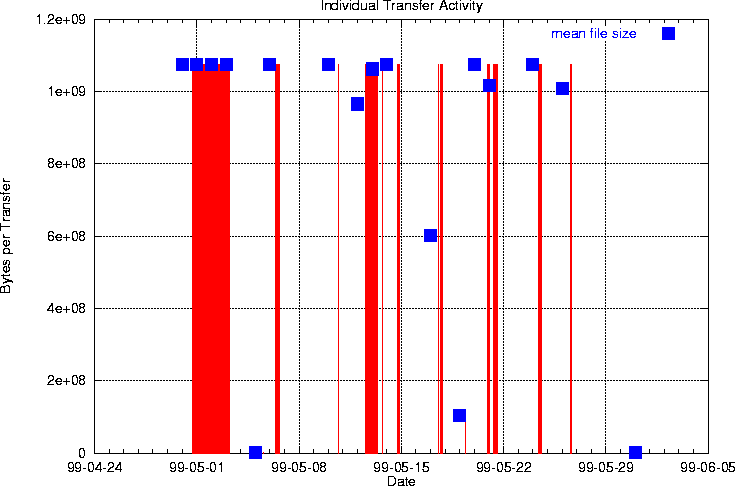 Individual Transfer Activity
1.2e+09
mean file size
1e+09
8e+08
6e+08
4e+08
2e+08
0
Bytes per Transfer
99-04-24 99-05-01 99-05-08 99-05-15 99-05-22 99-05-29 99-06-05
Date